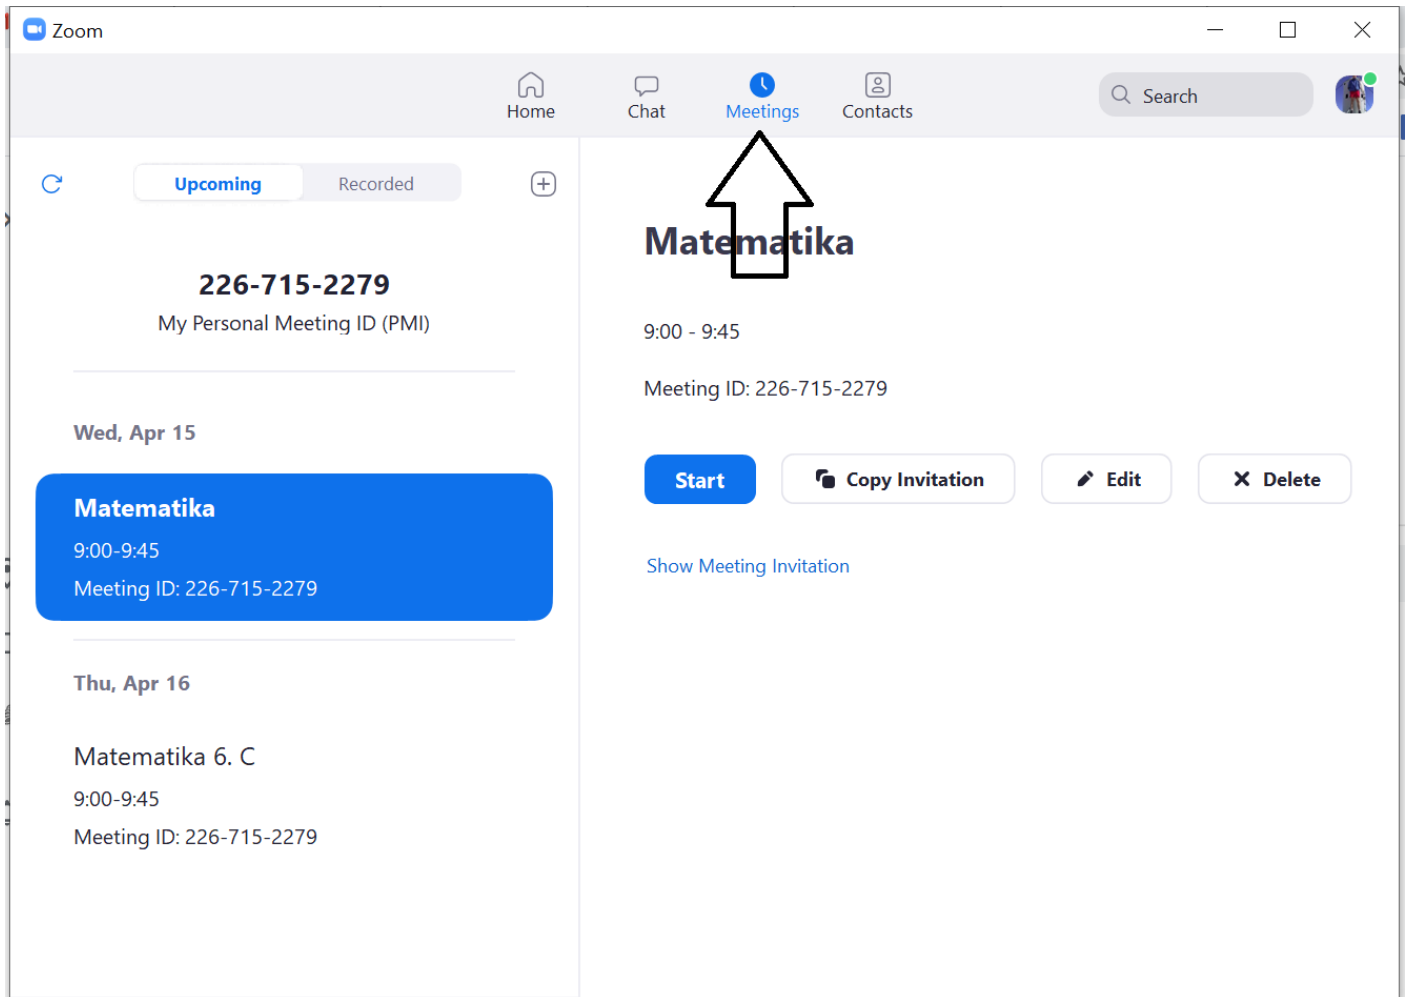 Zoom
Home
Chat
Meetings
Contacts
Search
Upcoming
Recorded
226-715-2279
My Personal Meeting ID (PMI)
Wed, Apr 15
Matematika
9:00-9:45
Meeting ID: 226-715-2279
Thu, Apr 16
Matematika 6. C
9:00-9:45
Meeting ID: 226-715-2279
Matematika
9:00 - 9:45
Meeting ID: 226-715-2279
Start
Copy Invitation
Edit
Delete
Show Meeting Invitation